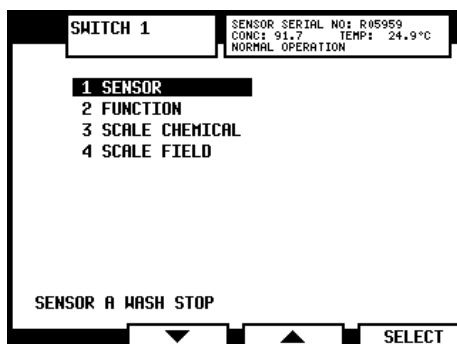 SWITCH 1
SENSOR SERIAL NO: R05959
CONC: 91.7 TEMP: 24.9°C
NORMAL OPERATION
1 SENSOR
2 FUNCTION
3 SCALE CHEMICAL
4 SCALE FIELD
SENSOR A WASH STOP
SELECT